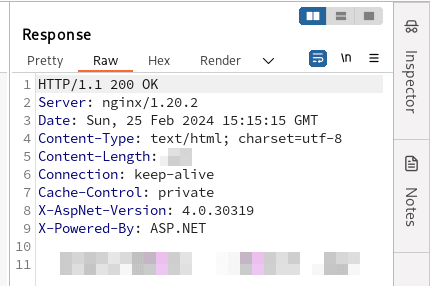 Response
Pretty Raw Hex Render
\n
1 HTTP/1.1 200 OK
2 Server: nginx/1.20.2
3 Date: Sun, 25 Feb 2024 15:15:15 GMT
4 Content-Type: text/html; charset=utf-8
5 Content-Length:
6 Connection: keep-alive
7 Cache-Control: private
8 X-AspNet-Version: 4.0.30319
9 X-Powered-By: ASP.NET
10
11
Inspector
Notes